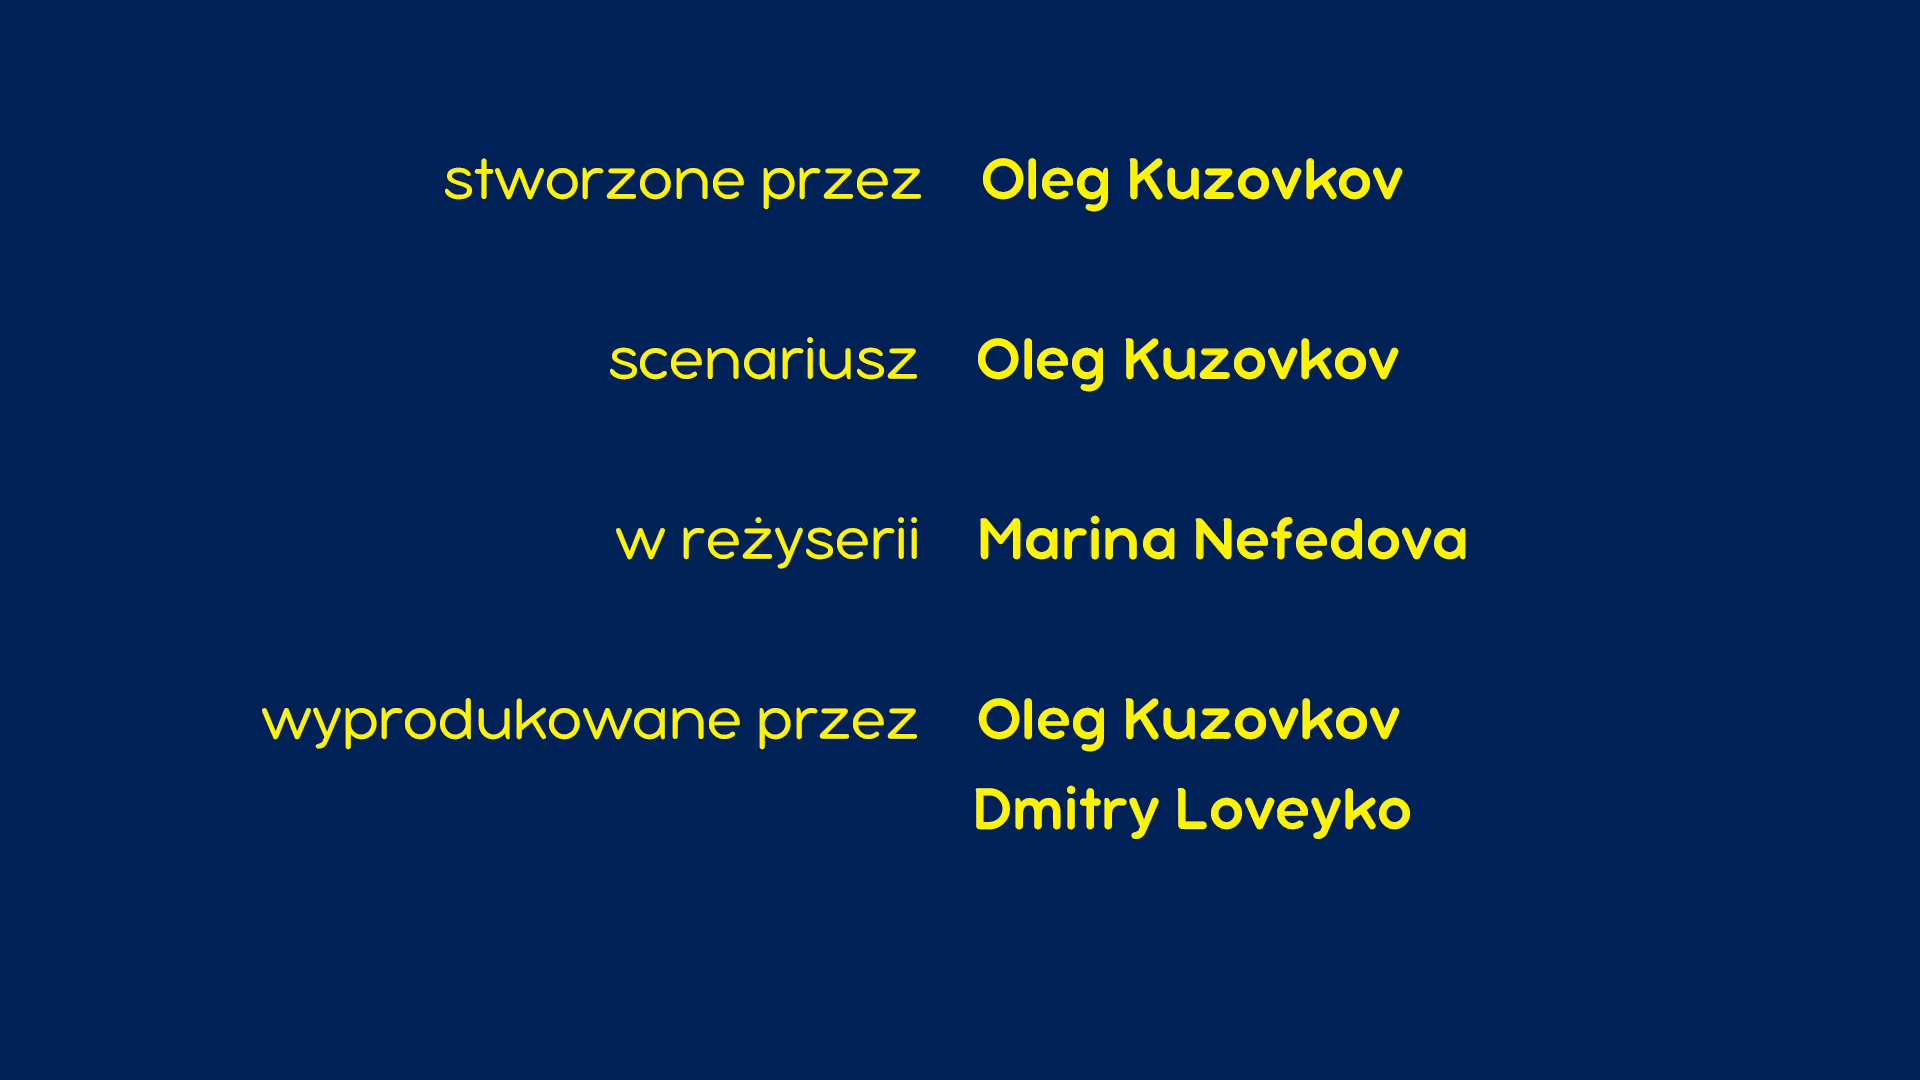 stworzone przez Oleg Kuzovkov
scenariusz Oleg Kuzovkov
w reżyserii Marina Nefedova
wyprodukowane przez Oleg Kuzovkov
Dmitry Loveyko